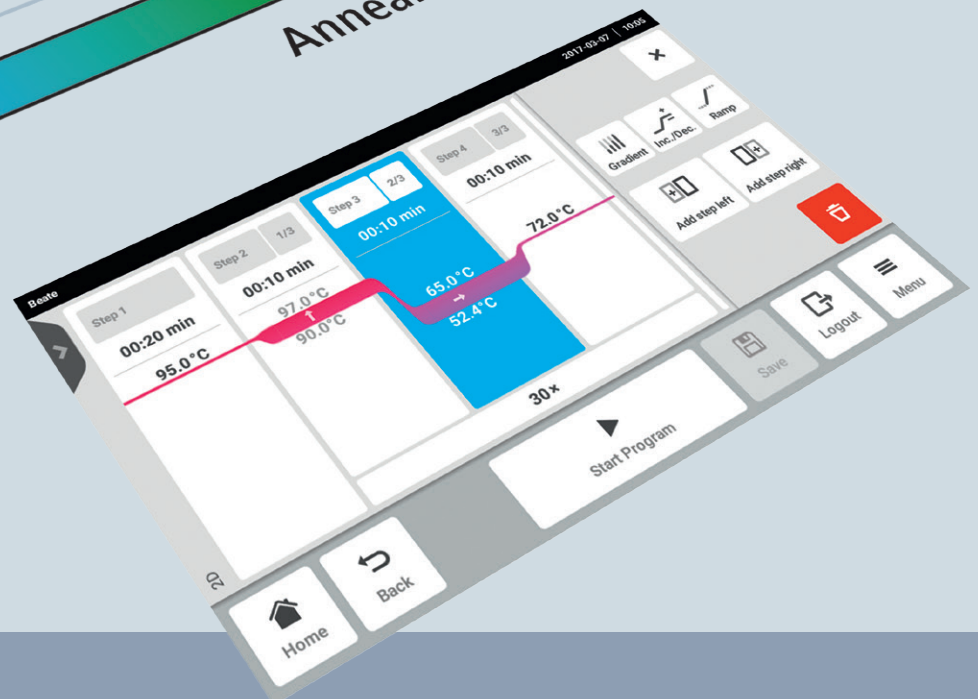 Anneal
Beate
2017-03-07 | 10:05
Step 1
00:20 min
95.0°C
Step 2
1/3
00:10 min
97.0°C
90.0°C
Step 3
2/3
00:10 min
65.0°C
52.4°C
Step 4
3/3
00:10 min
72.0°C
30×
2D
Gradient
Inc./Dec.
Ramp
Add step left
Add step right
Home
Back
Start Program
Save
Logout
Menu